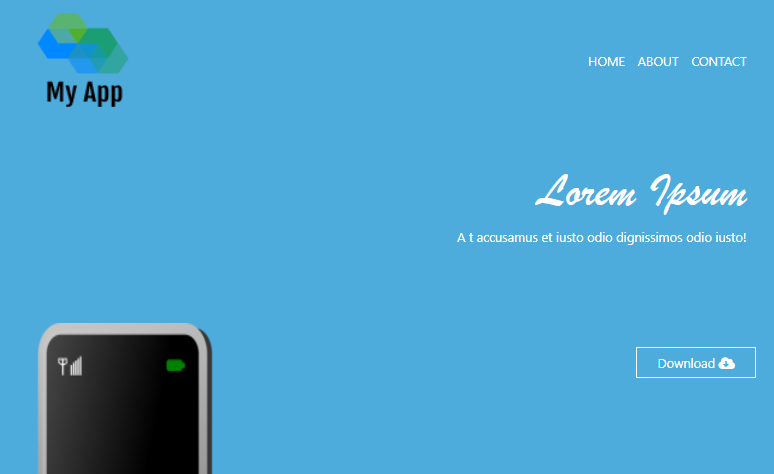 My App
HOME ABOUT CONTACT
Lorem Ipsum
A t accusamus et iusto odio dignissimos odio iusto!
Download